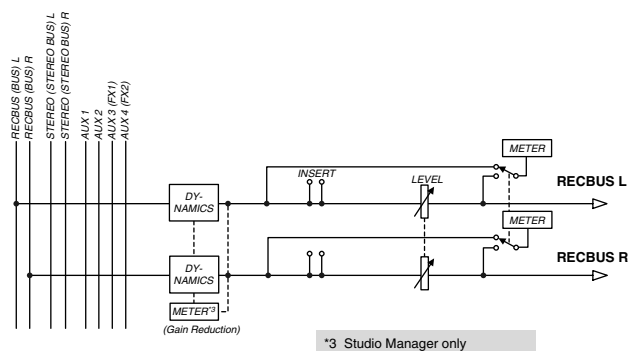 RECBUS (BUS) L
RECBUS (BUS) R
STEREO (STEREO BUS) L
STEREO (STEREO BUS) R
AUX 1
AUX 2
AUX 3 (FX1)
AUX 4 (FX2)
METER
INSERT
LEVEL
RECBUS L
DY-
NAMICS
METER
RECBUS R
DY-
NAMICS
METER*3
(Gain Reduction)
*3 Studio Manager only